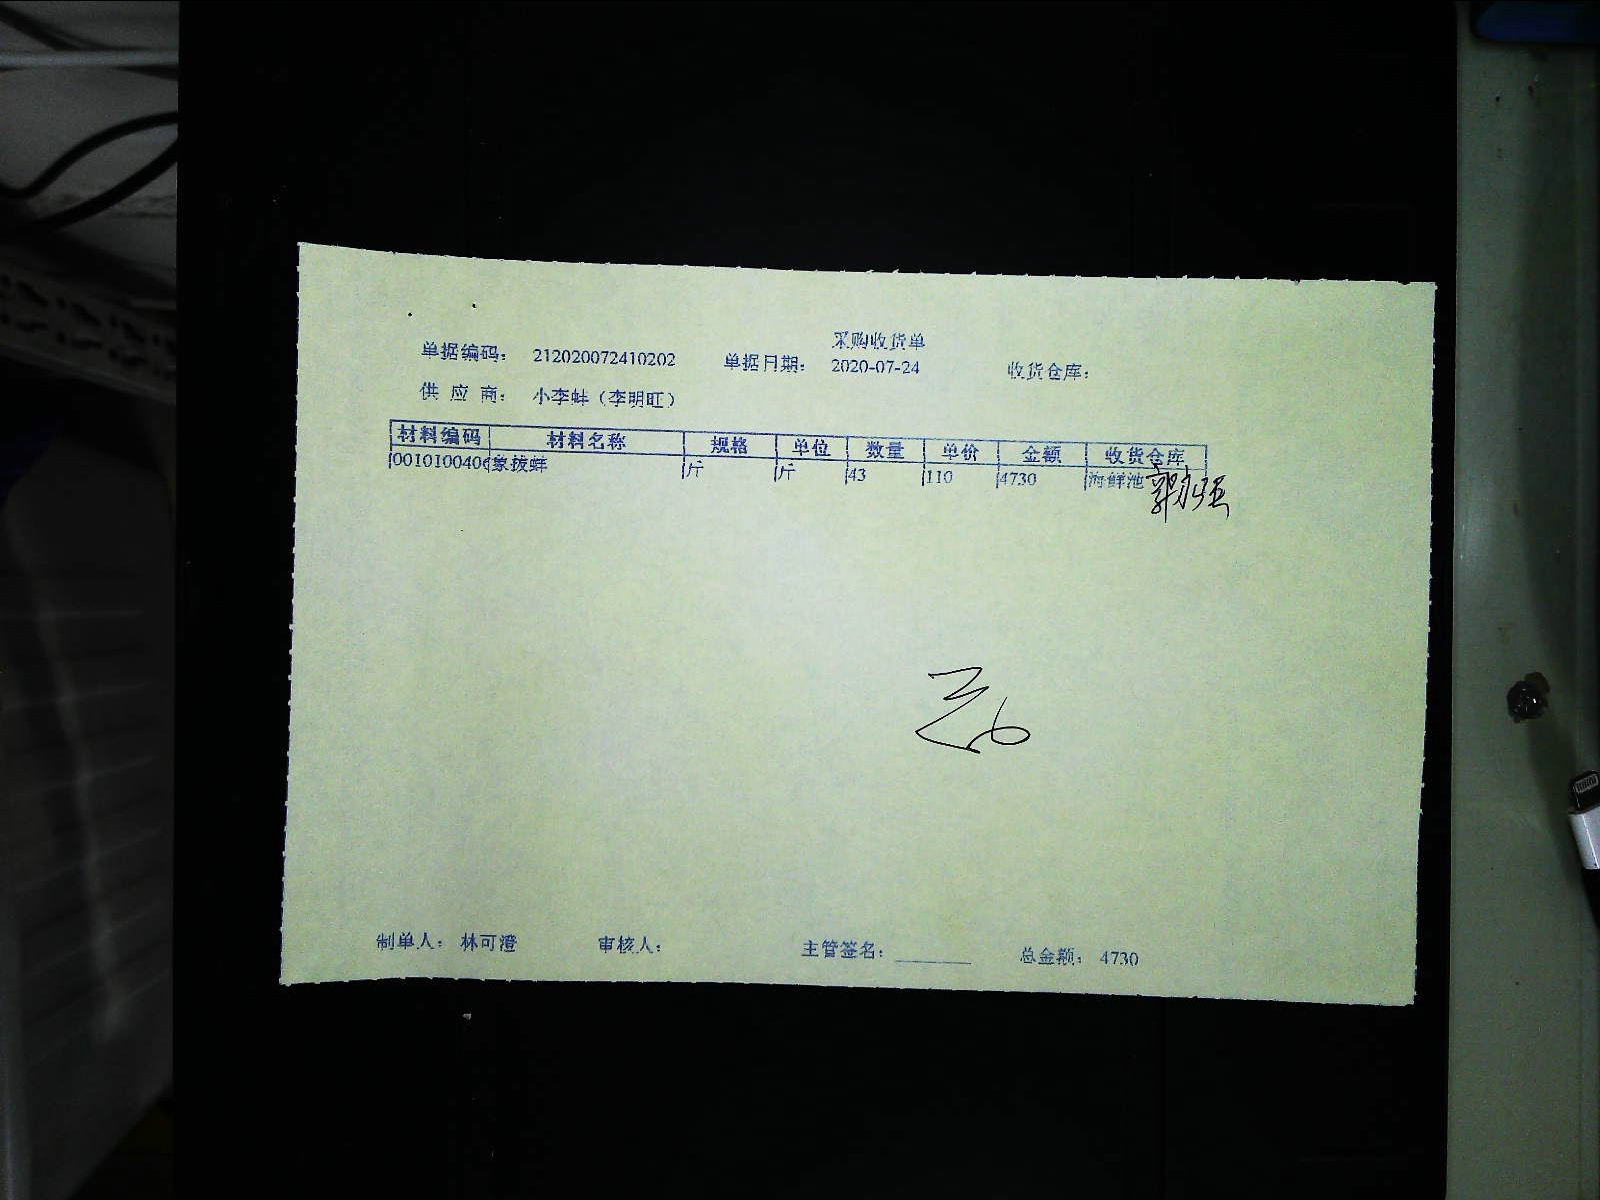 采购收货单
单据编码： 212020072410202 单据日期： 2020-07-24 收货仓库：
供 应 商： 小李蚌（李明旺）
材料编码 材料名称 规格 单位 数量 单价 金额 收货仓库
0010100406 象拔蚌 斤 斤 43 110 4730 海鲜池
制单人： 林可澄 审核人： 主管签名： 总金额： 4730